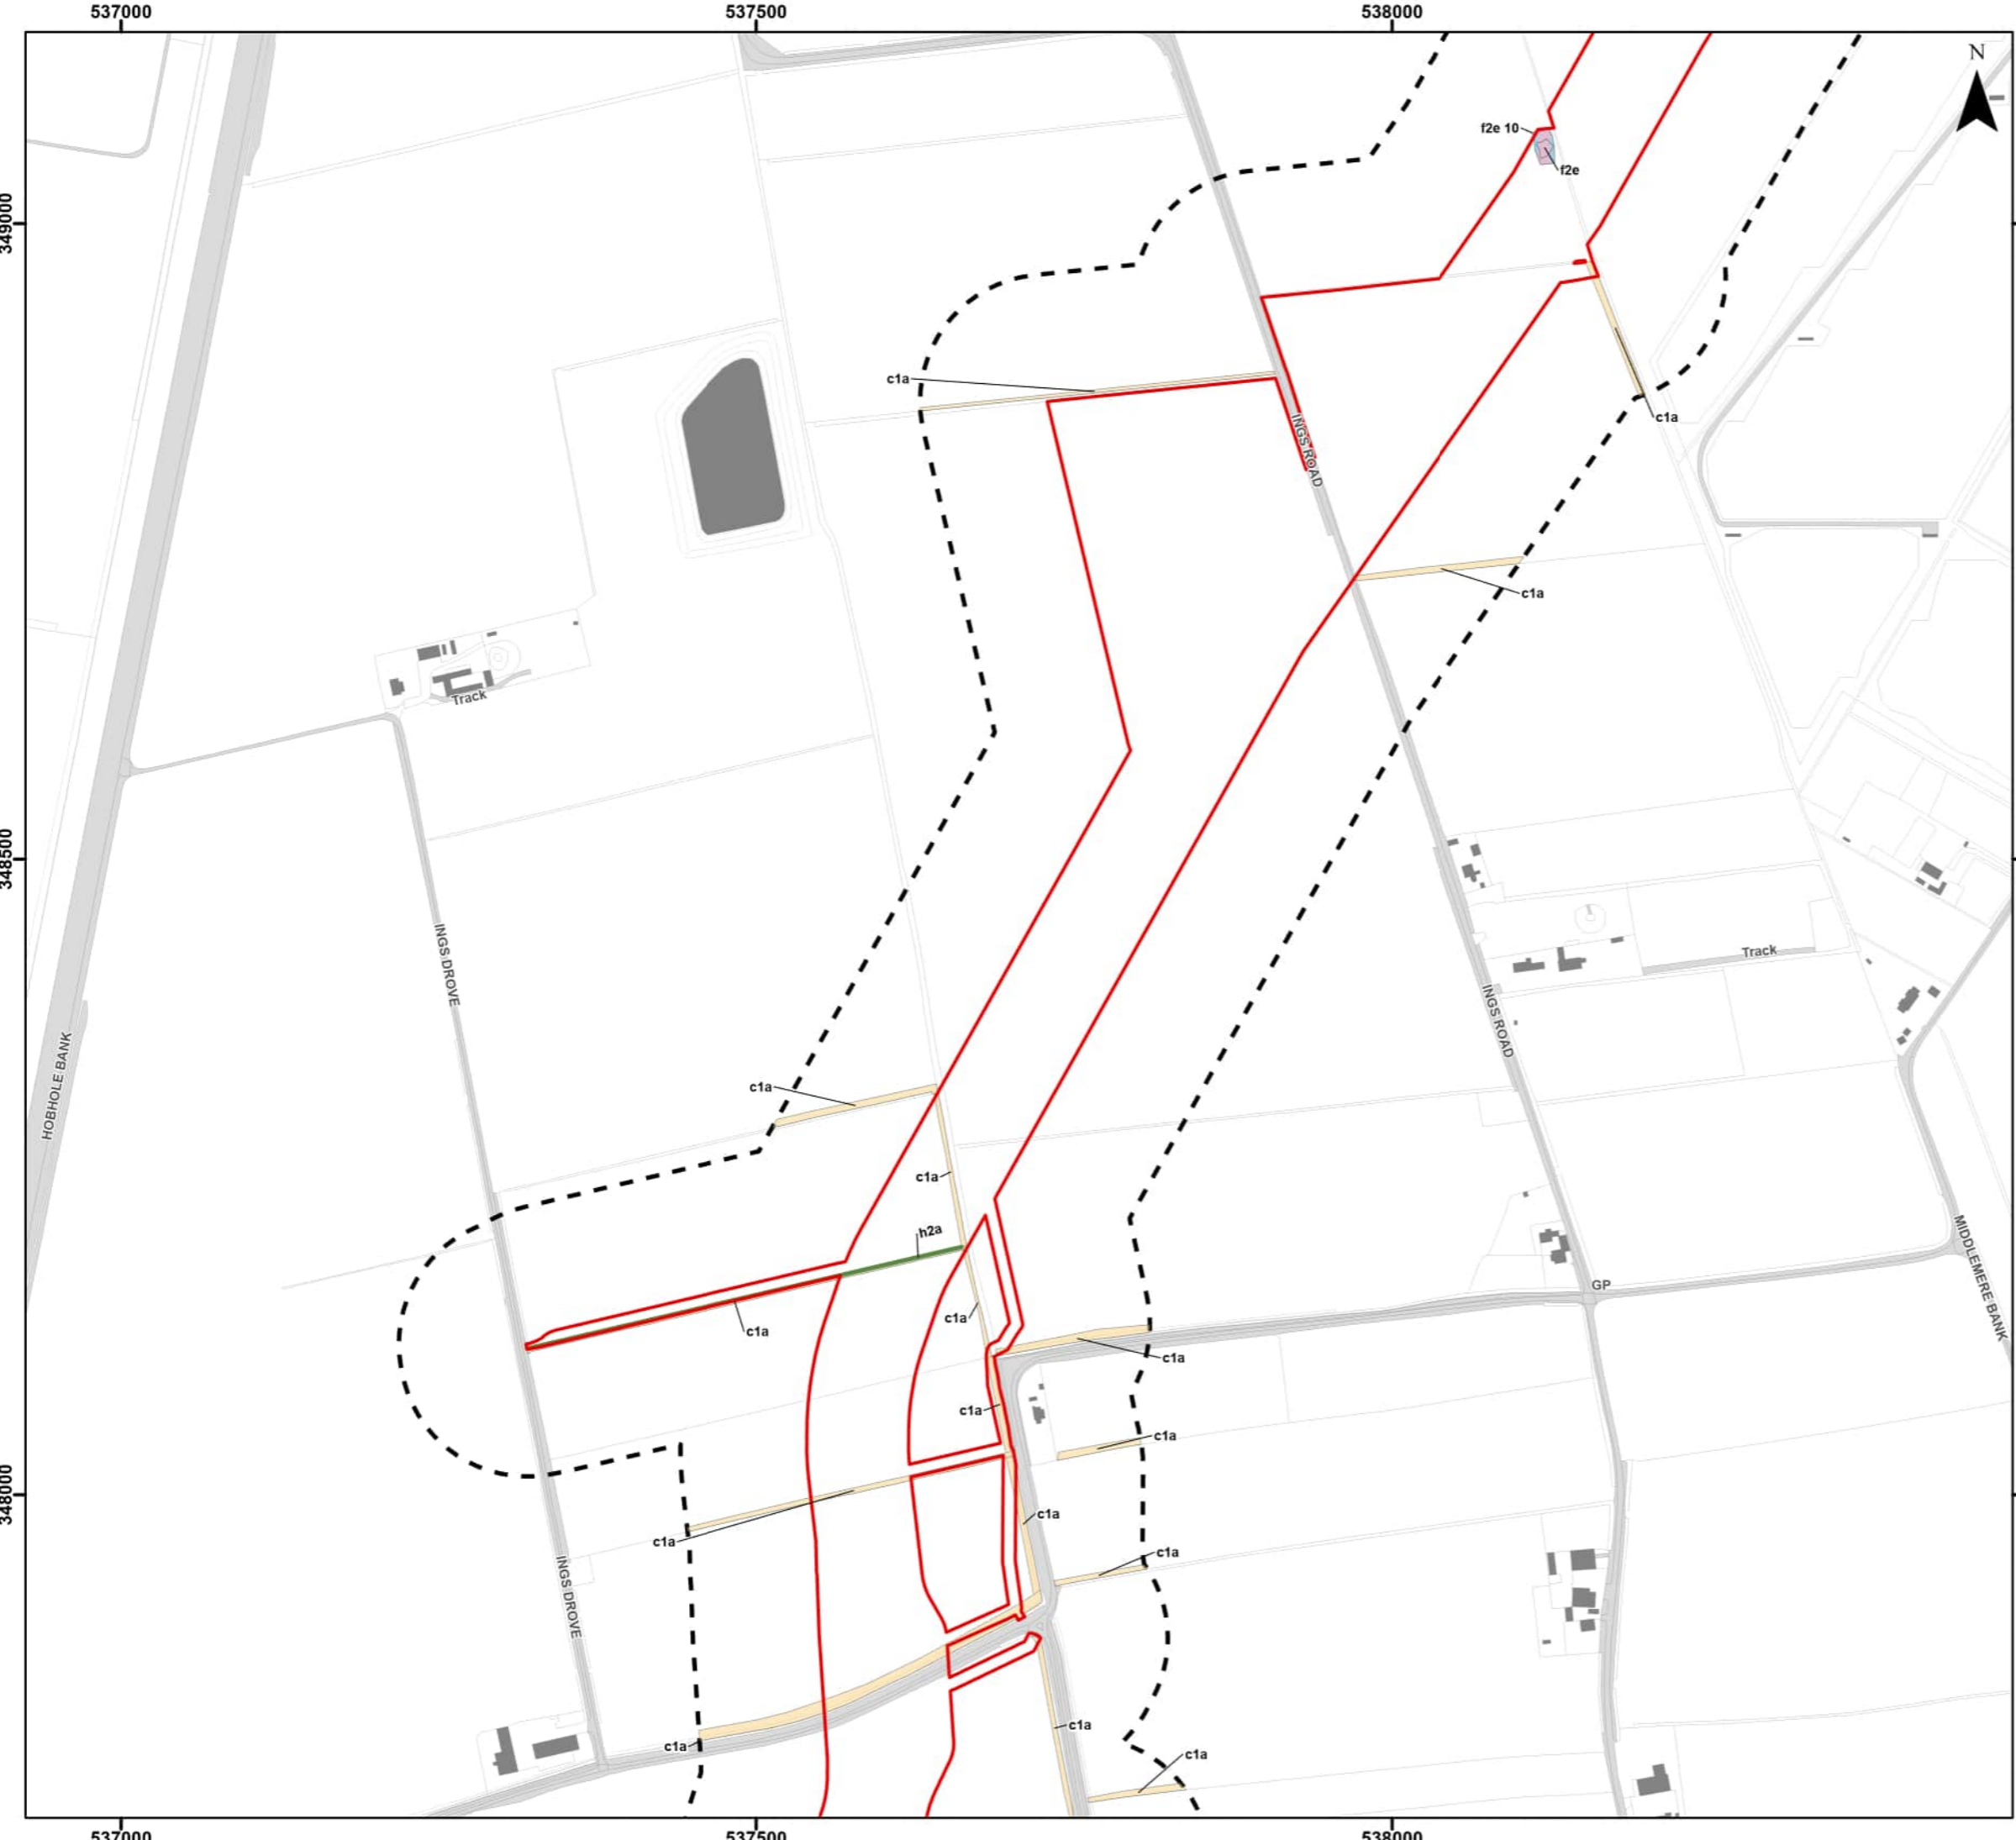 537000
537500
538000
N
f2e 10
f2e
349000
c1a
c1a
INGS ROAD
c1a
Track
348500
INGS DROVE
Track
INGS ROAD
HOBHOLE BANK
c1a
c1a
h2a
MIDDLEMERE BANK
GP
c1a
c1a
c1a
c1a
c1a
348000
c1a
c1a
c1a
INGS DROVE
c1a
c1a
c1a
537000
537500
538000